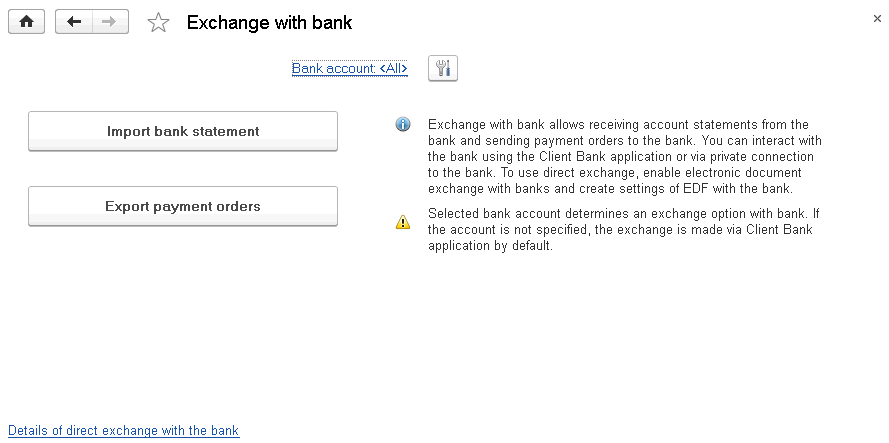 Exchange with bank
Bank account: <All>
Import bank statement
Export payment orders
Exchange with bank allows receiving account statements from the
bank and sending payment orders to the bank. You can interact with
the bank using the Client Bank application or via private connection
to the bank. To use direct exchange, enable electronic document
exchange with banks and create settings of EDF with the bank.
Selected bank account determines an exchange option with bank. If
the account is not specified, the exchange is made via Client Bank
application by default.
Details of direct exchange with the bank